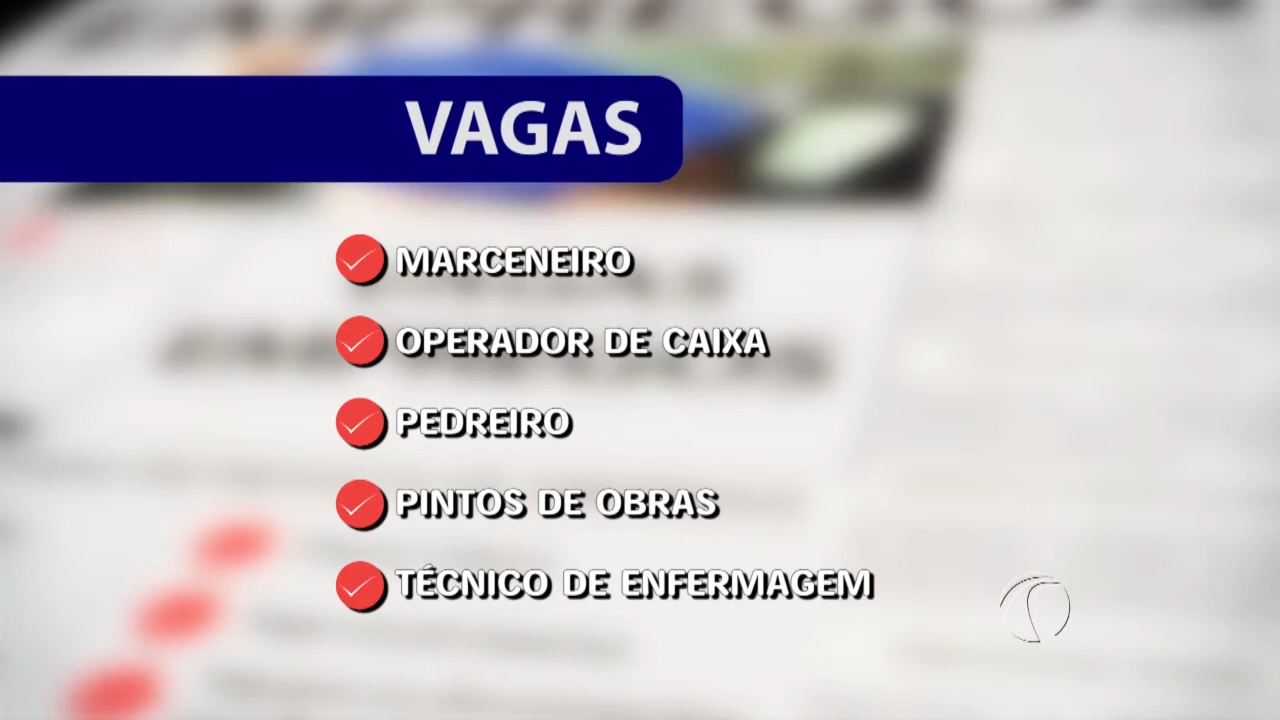 VAGAS
MARCENEIRO
OPERADOR DE CAIXA
PEDREIRO
PINTOS DE OBRAS
TÉCNICO DE ENFERMAGEM